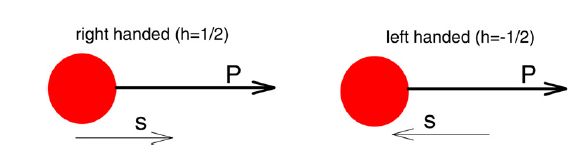 right handed (h=1/2)
P
s
left handed (h=-1/2)
P
s